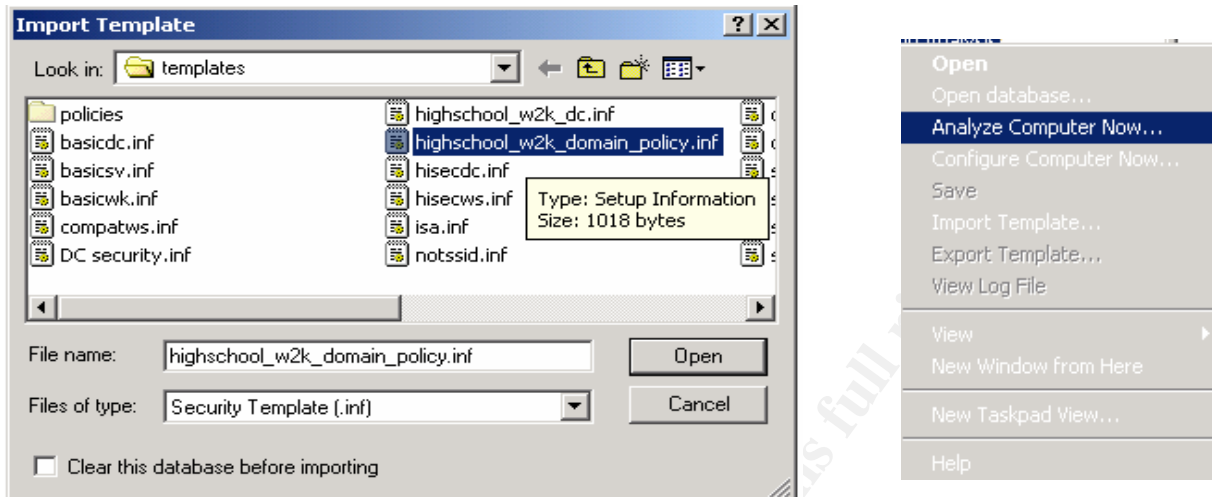 Import Template
Look in: templates
policies
basicdc.inf
basicsv.inf
basicwk.inf
compatws.inf
DC security.inf
highschool_w2k_dc.inf
highschool_w2k_domain_policy.inf
hisecdc.inf
hisecws.inf
isa.inf
notssid.inf
Type: Setup Information
Size: 1018 bytes
File name: highschool_w2k_domain_policy.inf Open
Files of type: Security Template (.inf) Cancel
Clear this database before importing
Open
Open database...
Analyze Computer Now...
Configure Computer Now...
Save
Import Template...
Export Template...
View Log File
View
New Window from Here
New Taskpad View...
Help